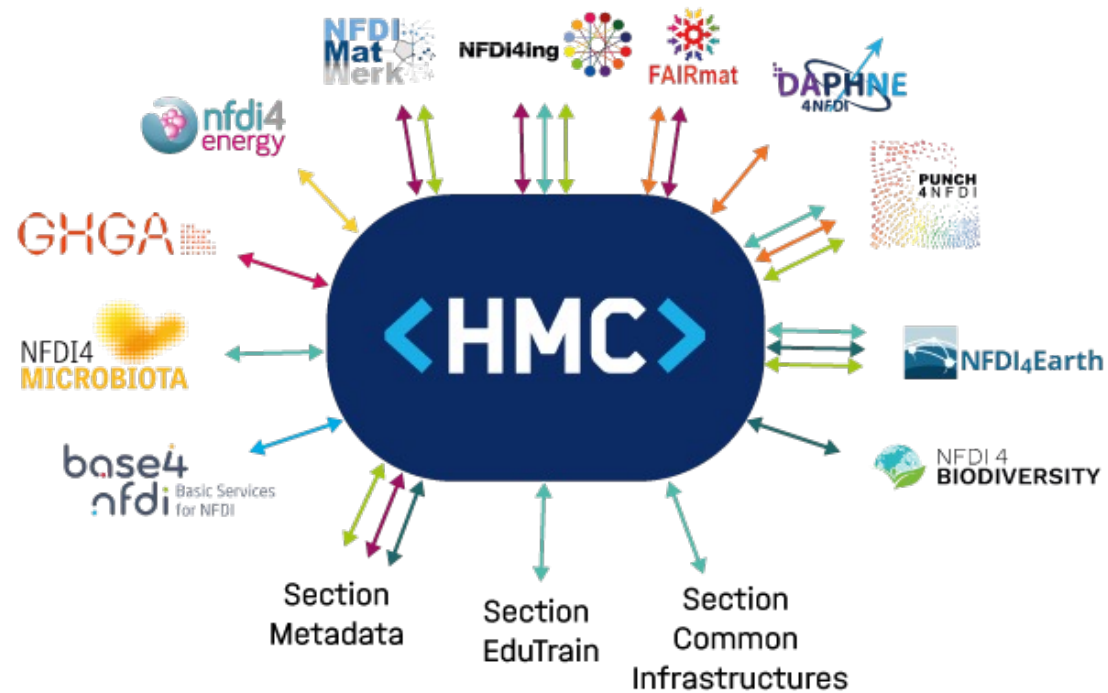 NFDI
Mat
Werk
NFDI4ing
FAIRmat
DAPHNE
4NFDI
nfdi4
energy
PUNCH
4NFDI
GHGA
<HMC>
NFDI4
MICROBIOTA
NFDI4Earth
base4
nfdi
Basic Services
for NFDI
NFDI 4
BIODIVERSITY
Section
Metadata
Section
EduTrain
Section
Common
Infrastructures